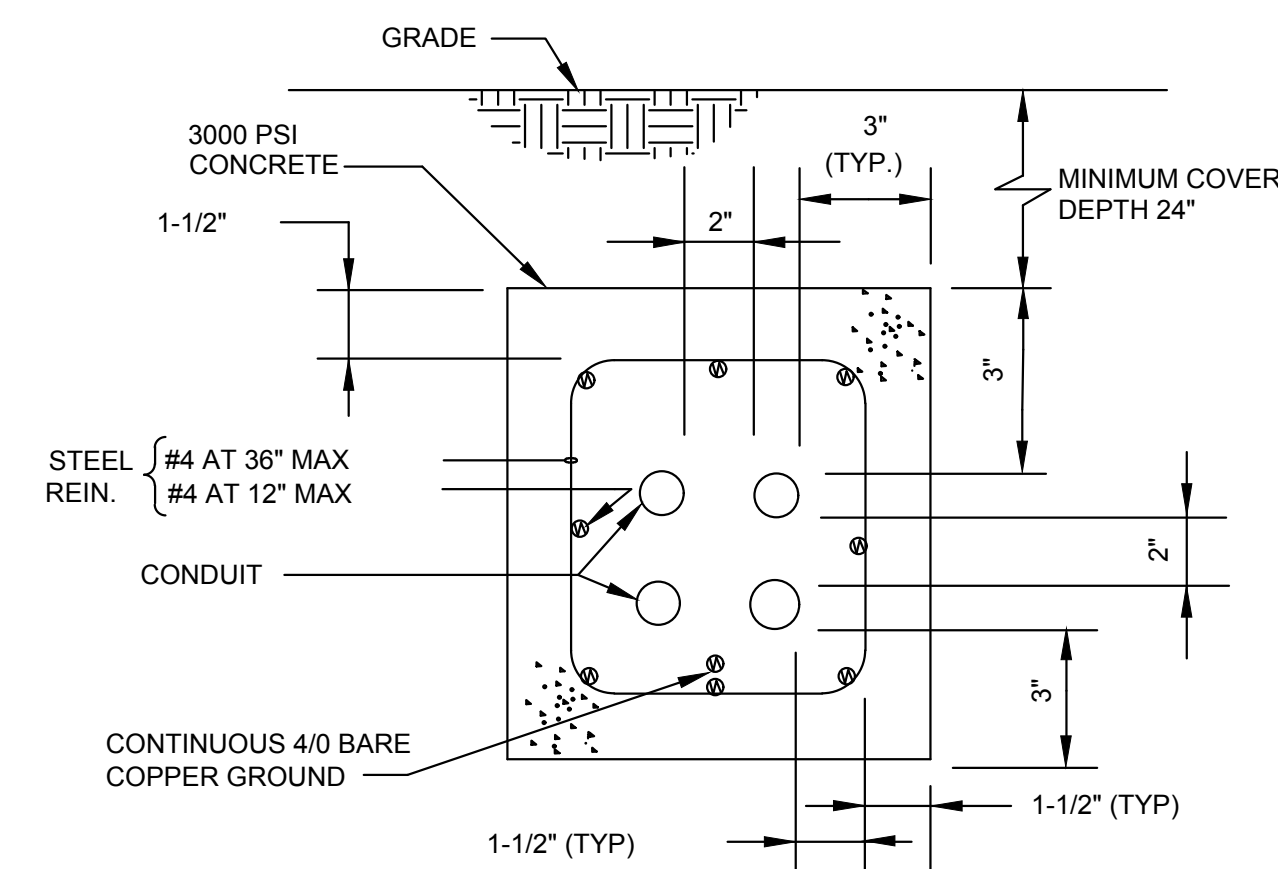 GRADE
3000 PSI
CONCRETE
3"
(TYP.)
MINIMUM COVER
DEPTH 24"
1-1/2"
2"
3"
STEEL
REIN.
#4 AT 36" MAX
#4 AT 12" MAX
2"
CONDUIT
3"
CONTINUOUS 4/0 BARE
COPPER GROUND
1-1/2" (TYP)
1-1/2" (TYP)